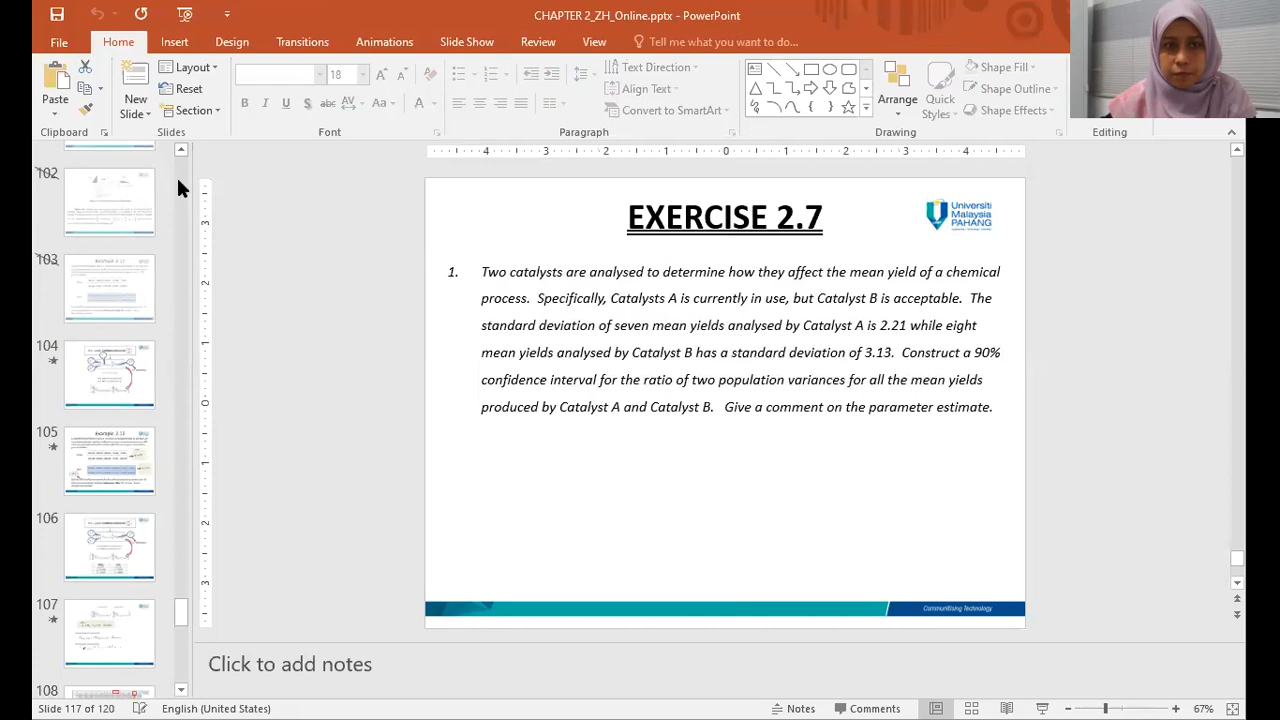 CHAPTER 2_ZH_Online.pptx - PowerPoint
File Home Insert Design Transitions Animations Slide Show Review View Tell me what you want to do...
Paste
New Slide
Layout
Reset
Section
18
Text Direction
Align Text
Convert to SmartArt
Arrange
Quick Styles
Shape Fill
Shape Outline
Shape Effects
Clipboard Slides Font Paragraph Drawing Editing
102
103
104
105
106
107
108
EXERCISE 2.7
Universiti
Malaysia
PAHANG
1. Two catalysts are analysed to determine how they affect the mean yield of a chemical
process. Specifically, Catalysts A is currently in use, but Catalyst B is acceptable. The
standard deviation of seven mean yields analysed by Catalyst A is 2.21 while eight
mean yields analysed by Catalyst B has a standard deviation of 3.13. Construct a 90%
confidence interval for the ratio of two population variances for all the mean yields
produced by Catalyst A and Catalyst B. Give a comment on the parameter estimate.
Communitising Technology
Click to add notes
Slide 117 of 120 English (United States) Notes Comments 67%